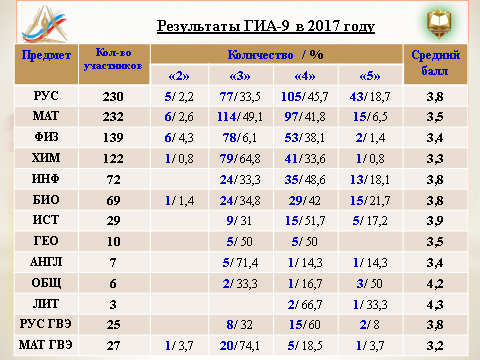 Результаты ГИА-9 в 2017 году
Предмет Кол-во участников Количество / % Средний балл
«2» «3» «4» «5»
РУС 230 5/ 2,2 77/ 33,5 105/ 45,7 43/ 18,7 3,8
МАТ 232 6/ 2,6 114/ 49,1 97/ 41,8 15/ 6,5 3,5
ФИЗ 139 6/ 4,3 78/ 6,1 53/ 38,1 2/ 1,4 3,4
ХИМ 122 1/ 0,8 79/ 64,8 41/ 33,6 1/ 0,8 3,3
ИНФ 72 24/ 33,3 35/ 48,6 13/ 18,1 3,8
БИО 69 1/ 1,4 24/ 34,8 29/ 42 15/ 21,7 3,8
ИСТ 29 9/ 31 15/ 51,7 5/ 17,2 3,9
ГЕО 10 5/ 50 5/ 50 3,5
АНГЛ 7 5/ 71,4 1/ 14,3 1/ 14,3 3,4
ОБЩ 6 2/ 33,3 1/ 16,7 3/ 50 4,2
ЛИТ 3 2/ 66,7 1/ 33,3 4,3
РУС ГВЭ 25 8/ 32 15/ 60 2/ 8 3,8
МАТ ГВЭ 27 1/ 3,7 20/ 74,1 5/ 18,5 1/ 3,7 3,2